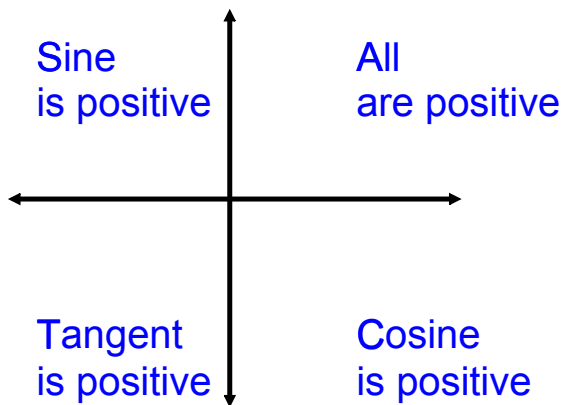 Sine
is positive
All
are positive
Tangent
is positive
Cosine
is positive